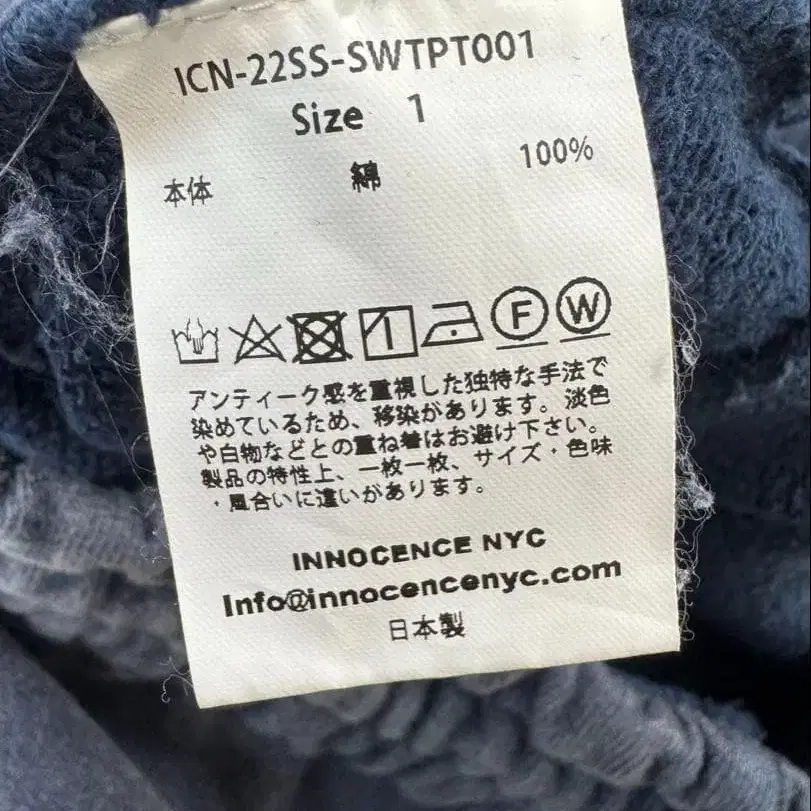 ICN-22SS-SWTPT001
Size 1
本体 綿 100%
F W
アンティーク感を重視した独特な手法で
染めているため、移染があります。淡色
や白物などとの重ね着はお避け下さい。
製品の特性上、一枚一枚、サイズ・色味
・風合いに違いがあります。
INNOCENCE NYC
Info@innocencenyc.com
日本製